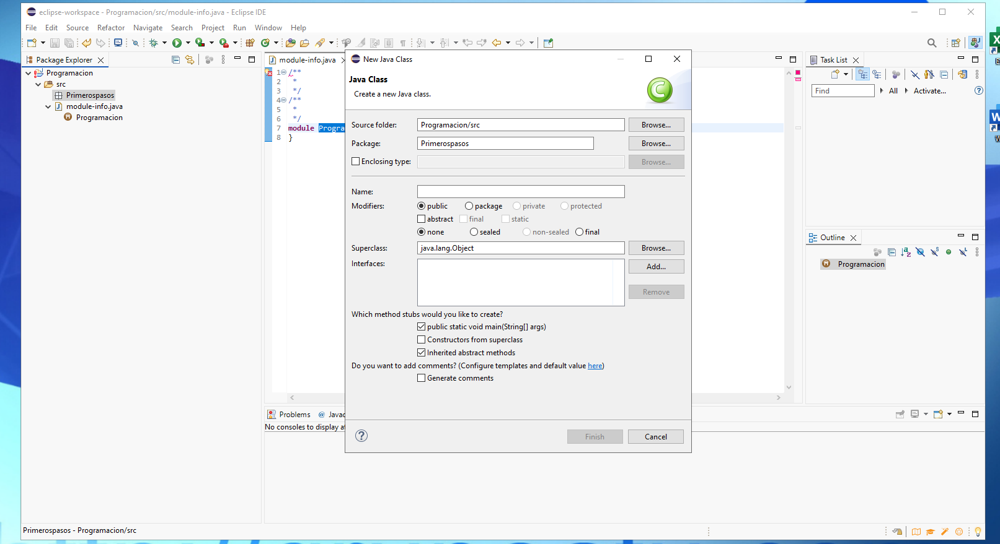 eclipse-workspace - Programacion/src/module-info.java - Eclipse IDE
File Edit Source Refactor Navigate Search Project Run Window Help
Package Explorer
Programacion
src
Primerospasos
module-info.java
Programacion
module-info.java
1 /**
2 *
3 */
4 /**
5 *
6 */
7 module Progra
8 }
New Java Class
Java Class
Create a new Java class.
Source folder: Programacion/src Browse...
Package: Primerospasos Browse...
Enclosing type: Browse...
Name:
Modifiers: public package private protected
abstract final static
none sealed non-sealed final
Superclass: java.lang.Object Browse...
Interfaces: Add...
Remove
Which method stubs would you like to create?
public static void main(String[] args)
Constructors from superclass
Inherited abstract methods
Do you want to add comments? (Configure templates and default value here)
Generate comments
Finish Cancel
Task List
Find All Activate...
Outline
Programacion
Problems @ Javad
No consoles to display at
Primerospasos - Programacion/src